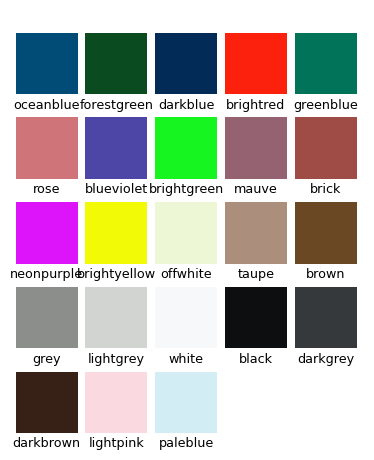 oceanblue forestgreen darkblue brightred greenblue
rose blueviolet brightgreen mauve brick
neonpurple brightyellow offwhite taupe brown
grey lightgrey white black darkgrey
darkbrown lightpink paleblue